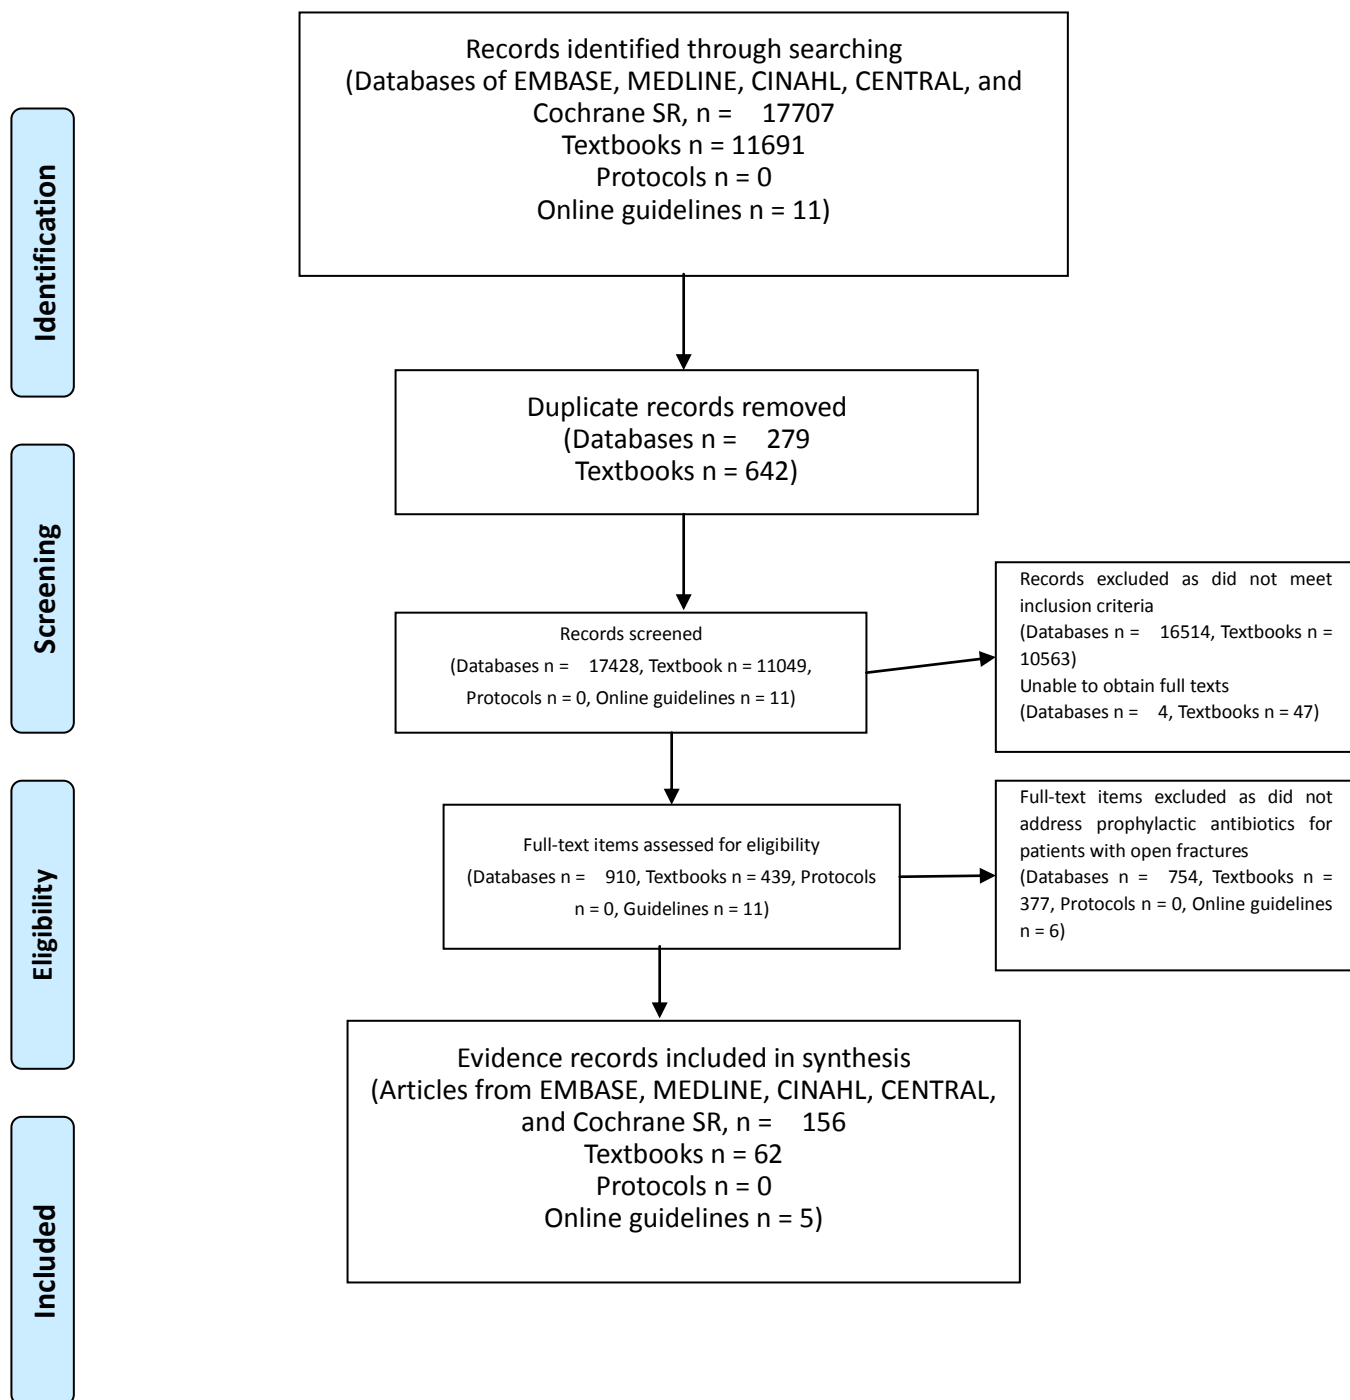 Records identified through searching
(Databases of EMBASE, MEDLINE, CINAHL, CENTRAL, and
Cochrane SR, n = 17707
Textbooks n = 11691
Protocols n = 0
Online guidelines n = 11)
Identification
Duplicate records removed
(Databases n = 279
Textbooks n = 642)
Screening
Records screened
(Databases n = 17428, Textbook n = 11049,
Protocols n = 0, Online guidelines n = 11)
Records excluded as did not meet
inclusion criteria
(Databases n = 16514, Textbooks n =
10563)
Unable to obtain full texts
(Databases n = 4, Textbooks n = 47)
Eligibility
Full-text items assessed for eligibility
(Databases n = 910, Textbooks n = 439, Protocols
n = 0, Guidelines n = 11)
Full-text items excluded as did not
address prophylactic antibiotics for
patients with open fractures
(Databases n = 754, Textbooks n =
377, Protocols n = 0, Online guidelines
n = 6)
Included
Evidence records included in synthesis
(Articles from EMBASE, MEDLINE, CINAHL, CENTRAL,
and Cochrane SR, n = 156
Textbooks n = 62
Protocols n = 0
Online guidelines n = 5)